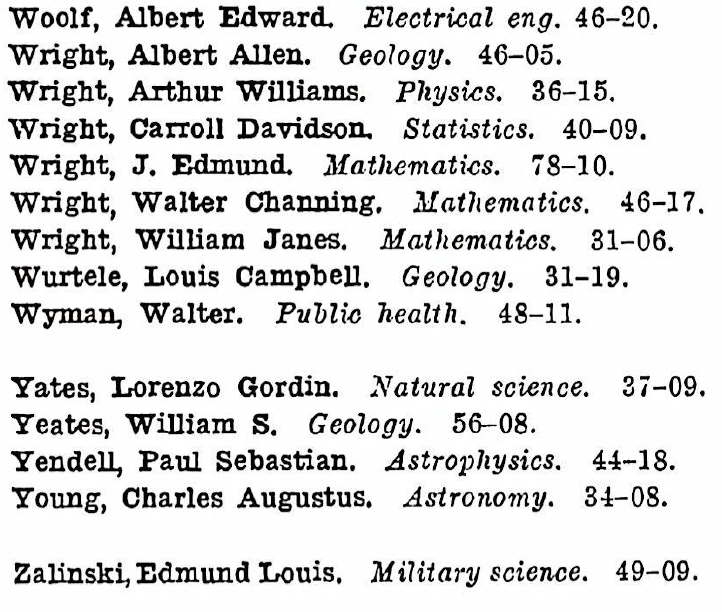 Woolf, Albert Edward. Electrical eng. 46–20.
Wright, Albert Allen. Geology. 46–05.
Wright, Arthur Williams. Physics. 36–15.
Wright, Carroll Davidson. Statistics. 40–09.
Wright, J. Edmund. Mathematics. 78–10.
Wright, Walter Channing. Mathematics. 46–17.
Wright, William Janes. Mathematics. 31–06.
Wurtele, Louis Campbell. Geology. 31–19.
Wyman, Walter. Public health. 48–11.
Yates, Lorenzo Gordin. Natural science. 37–09.
Yeates, William S. Geology. 56–08.
Yendell, Paul Sebastian. Astrophysics. 44–18.
Young, Charles Augustus. Astronomy. 34–08.
Zalinski, Edmund Louis. Military science. 49–09.